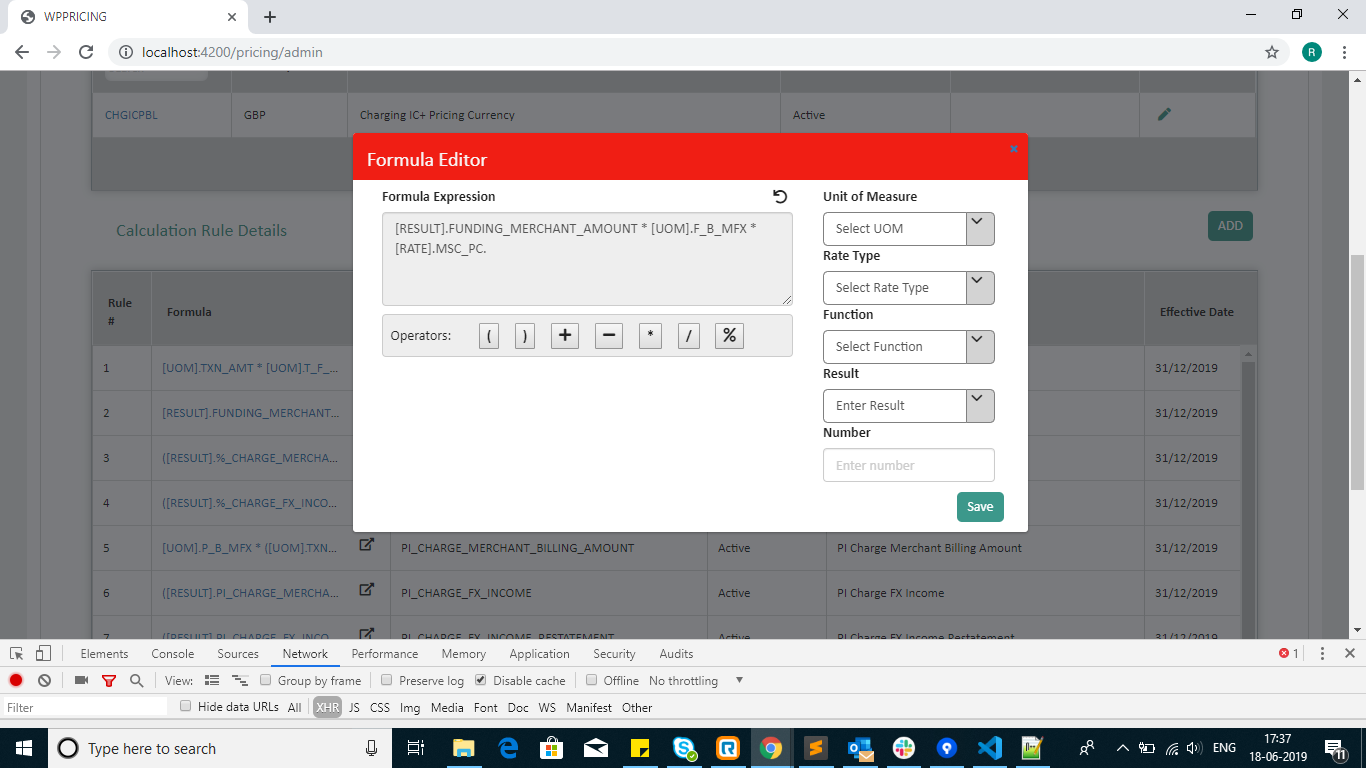 WPPRICING
localhost:4200/pricing/admin
R
CHGICPBL GBP Charging IC+ Pricing Currency Active
Formula Editor
Formula Expression
[RESULT].FUNDING_MERCHANT_AMOUNT * [UOM].F_B_MFX *
[RATE].MSC_PC.
Operators: ( ) + − * / %
Unit of Measure
Select UOM
Rate Type
Select Rate Type
Function
Select Function
Result
Enter Result
Number
Enter number
Save
Calculation Rule Details
ADD
Rule
#
Formula
Effective Date
1 [UOM].TXN_AMT * [UOM].T_F_... 31/12/2019
2 [RESULT].FUNDING_MERCHANT... 31/12/2019
3 ([RESULT].%_CHARGE_MERCHA... 31/12/2019
4 ([RESULT].%_CHARGE_FX_INCO... 31/12/2019
5 [UOM].P_B_MFX * ([UOM].TXN... PI_CHARGE_MERCHANT_BILLING_AMOUNT Active PI Charge Merchant Billing Amount 31/12/2019
6 ([RESULT].PI_CHARGE_MERCHA... PI_CHARGE_FX_INCOME Active PI Charge FX Income 31/12/2019
7 ([RESULT].PI_CHARGE_FX_INCO... PI_CHARGE_FX_INCOME_RESTATEMENT Active PI Charge FX Income Restatement 31/12/2019
Elements Console Sources Network Performance Memory Application Security Audits 1
View: Group by frame Preserve log Disable cache Offline No throttling
Filter Hide data URLs All XHR JS CSS Img Media Font Doc WS Manifest Other
Type here to search
ENG
17:37
18-06-2019
11